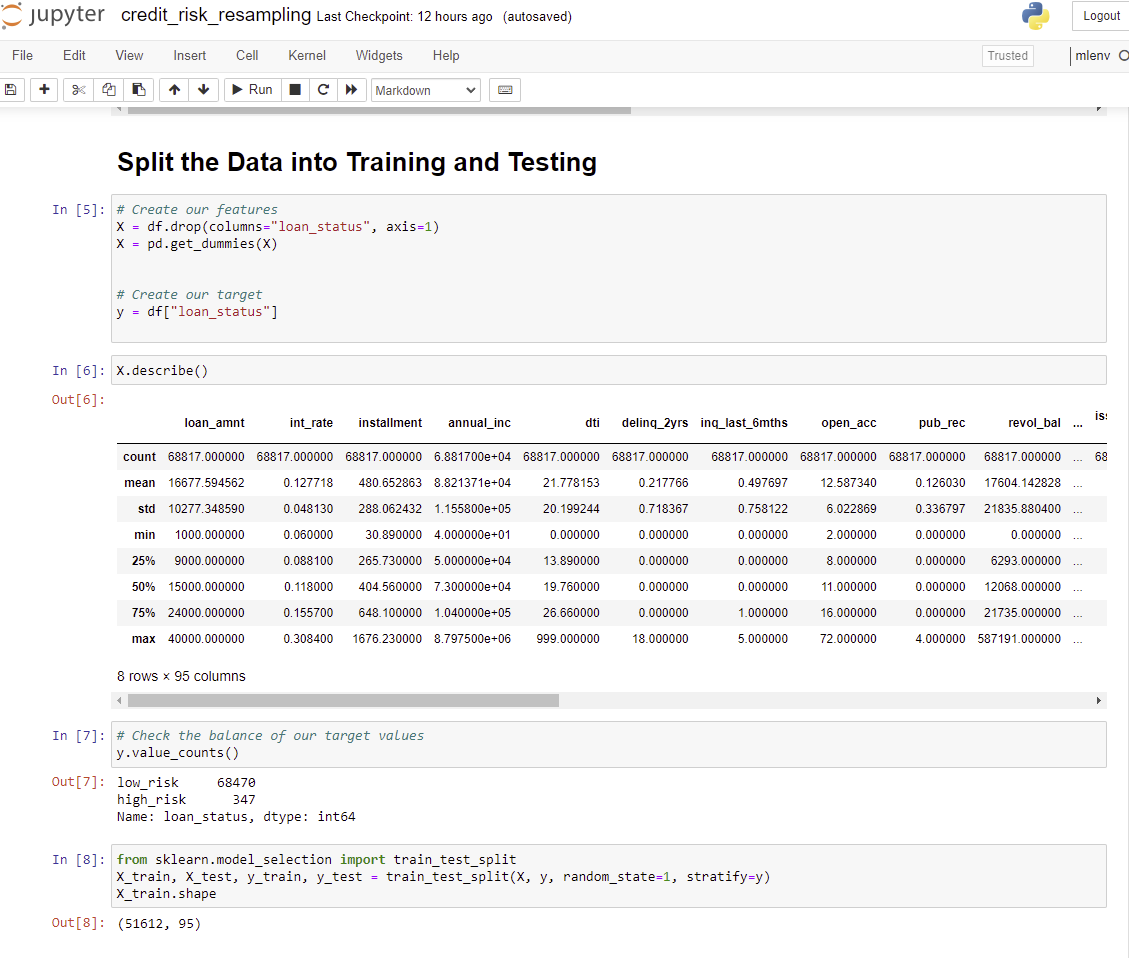 jupyter credit_risk_resampling Last Checkpoint: 12 hours ago (autosaved) Logout
File Edit View Insert Cell Kernel Widgets Help Trusted mlenv
Run Markdown
Split the Data into Training and Testing
In [5]: # Create our features
X = df.drop(columns="loan_status", axis=1)
X = pd.get_dummies(X)
# Create our target
y = df["loan_status"]
In [6]: X.describe()
Out[6]:
loan_amnt int_rate installment annual_inc dti delinq_2yrs inq_last_6mths open_acc pub_rec revol_bal ... iss
count 68817.000000 68817.000000 68817.000000 6.881700e+04 68817.000000 68817.000000 68817.000000 68817.000000 68817.000000 68817.000000 ... 68
mean 16677.594562 0.127718 480.652863 8.821371e+04 21.778153 0.217766 0.497697 12.587340 0.126030 17604.142828 ...
std 10277.348590 0.048130 288.062432 1.155800e+05 20.199244 0.718367 0.758122 6.022869 0.336797 21835.880400 ...
min 1000.000000 0.060000 30.890000 4.000000e+01 0.000000 0.000000 0.000000 2.000000 0.000000 0.000000 ...
25% 9000.000000 0.088100 265.730000 5.000000e+04 13.890000 0.000000 0.000000 8.000000 0.000000 6293.000000 ...
50% 15000.000000 0.118000 404.560000 7.300000e+04 19.760000 0.000000 0.000000 11.000000 0.000000 12068.000000 ...
75% 24000.000000 0.155700 648.100000 1.040000e+05 26.660000 0.000000 1.000000 16.000000 0.000000 21735.000000 ...
max 40000.000000 0.308400 1676.230000 8.797500e+06 999.000000 18.000000 5.000000 72.000000 4.000000 587191.000000 ...
8 rows × 95 columns
In [7]: # Check the balance of our target values
y.value_counts()
Out[7]: low_risk 68470
high_risk 347
Name: loan_status, dtype: int64
In [8]: from sklearn.model_selection import train_test_split
X_train, X_test, y_train, y_test = train_test_split(X, y, random_state=1, stratify=y)
X_train.shape
Out[8]: (51612, 95)